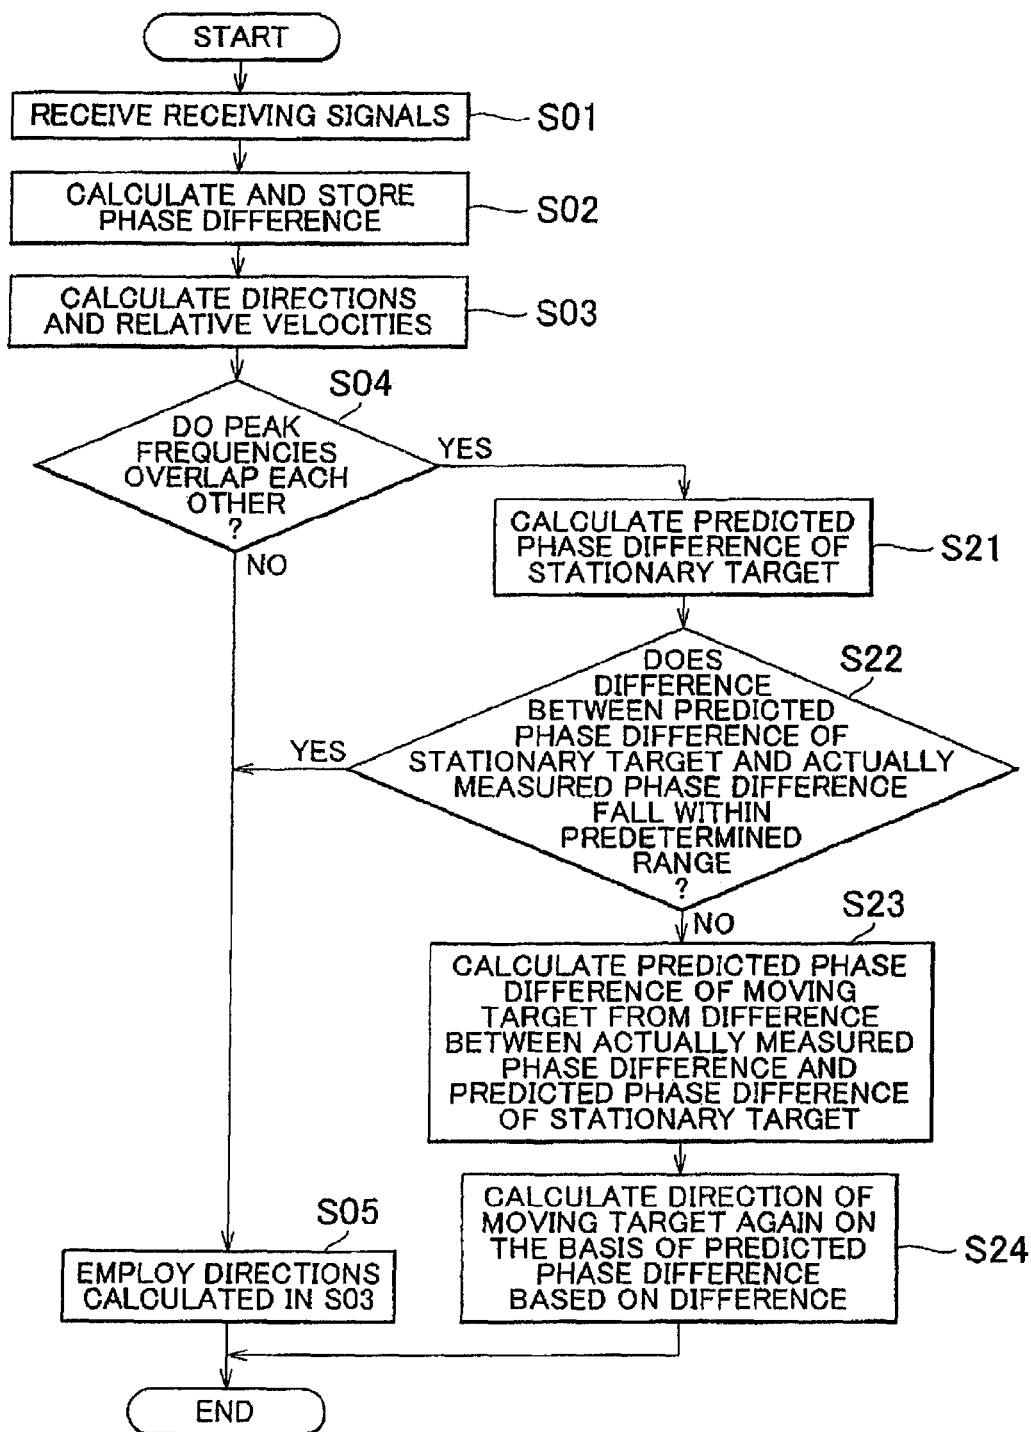 START
RECEIVE RECEIVING SIGNALS
S01
CALCULATE AND STORE
PHASE DIFFERENCE
S02
CALCULATE DIRECTIONS
AND RELATIVE VELOCITIES
S03
S04
DO PEAK
FREQUENCIES
OVERLAP EACH
OTHER
?
YES
NO
CALCULATE PREDICTED
PHASE DIFFERENCE OF
STATIONARY TARGET
S21
S22
DOES
DIFFERENCE
BETWEEN PREDICTED
PHASE DIFFERENCE OF
STATIONARY TARGET AND ACTUALLY
MEASURED PHASE DIFFERENCE
FALL WITHIN
PREDETERMINED
RANGE
?
YES
NO
S23
CALCULATE PREDICTED PHASE
DIFFERENCE OF MOVING
TARGET FROM DIFFERENCE
BETWEEN ACTUALLY MEASURED
PHASE DIFFERENCE AND
PREDICTED PHASE DIFFERENCE
OF STATIONARY TARGET
CALCULATE DIRECTION OF
MOVING TARGET AGAIN ON
THE BASIS OF PREDICTED
PHASE DIFFERENCE
BASED ON DIFFERENCE
S24
S05
EMPLOY DIRECTIONS
CALCULATED IN S03
END